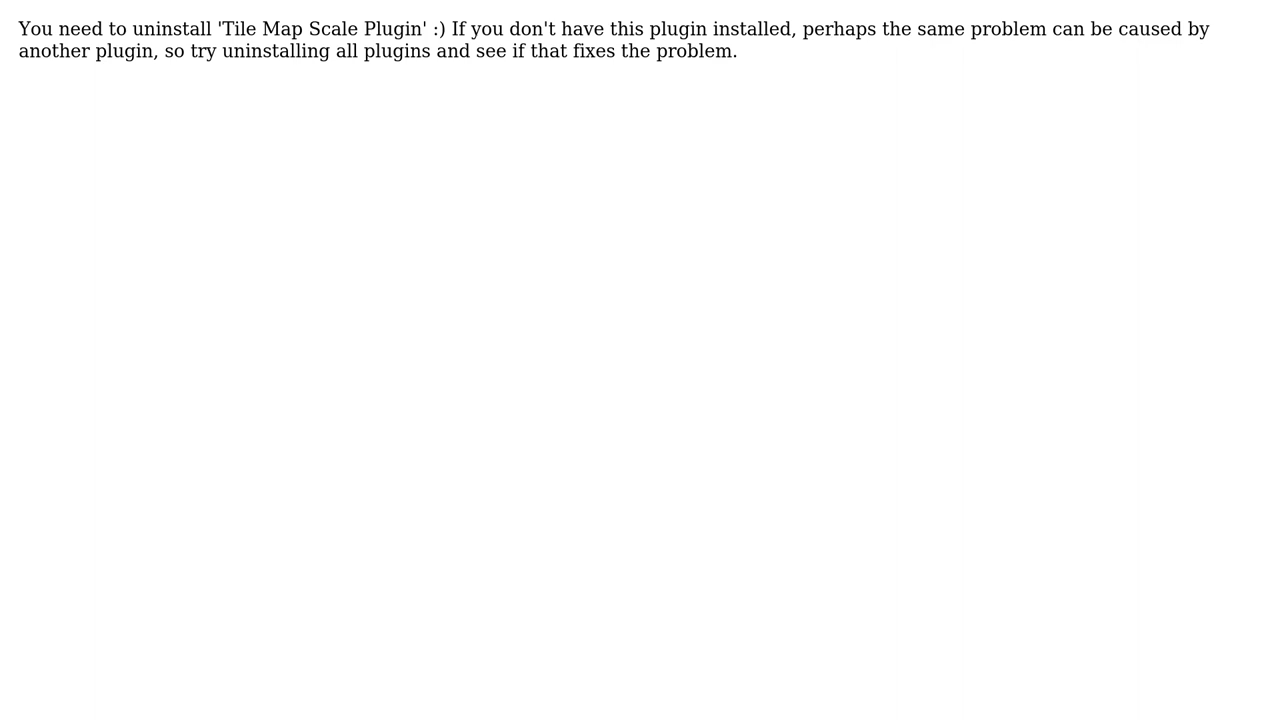 You need to uninstall 'Tile Map Scale Plugin' :) If you don't have this plugin installed, perhaps the same problem can be caused by
another plugin, so try uninstalling all plugins and see if that fixes the problem.